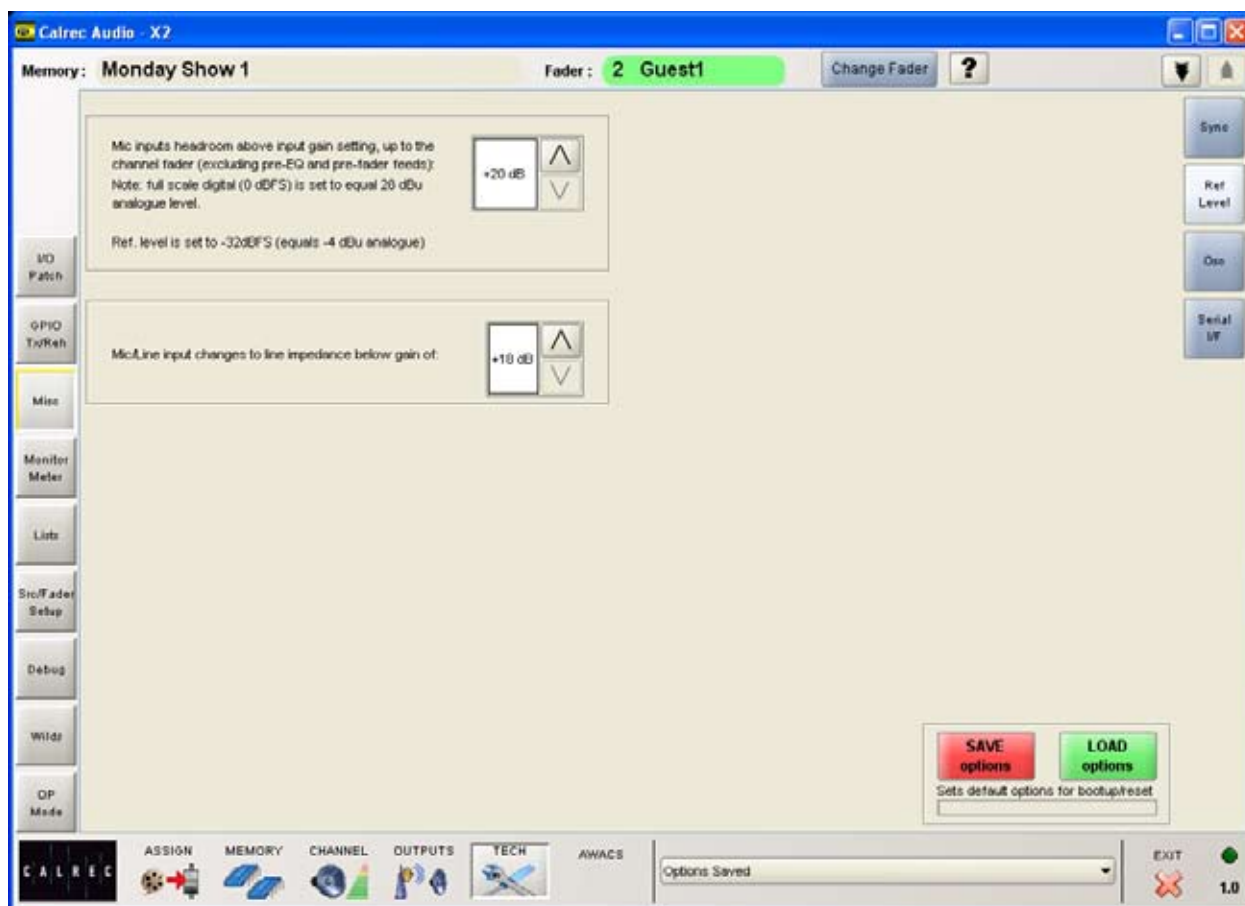 Calrec Audio - X2
Memory: Monday Show 1 Fader: 2 Guest1 Change Fader ?
Mic inputs headroom above input gain setting, up to the
channel fader (excluding pre-EQ and pre-fader feeds):
Note: full scale digital (0 dBFS) is set to equal 28 dBu
analogue level.
+20 dB
Ref. level is set to -32dBFS (equals -4 dBu analogue)
Mic/Line input changes to line impedance below gain of:
+18 dB
I/O
Patch
GPIO
Tx/Reh
Misc
Monitor
Meter
Lists
Src/Fader
Setup
Debug
Wilds
OP
Mode
Sync
Ref
Level
Osc
Serial
I/F
SAVE
options
LOAD
options
Sets default options for bootup/reset
CALREC
ASSIGN MEMORY CHANNEL OUTPUTS TECH AWACS
Options Saved
EXIT
1.0